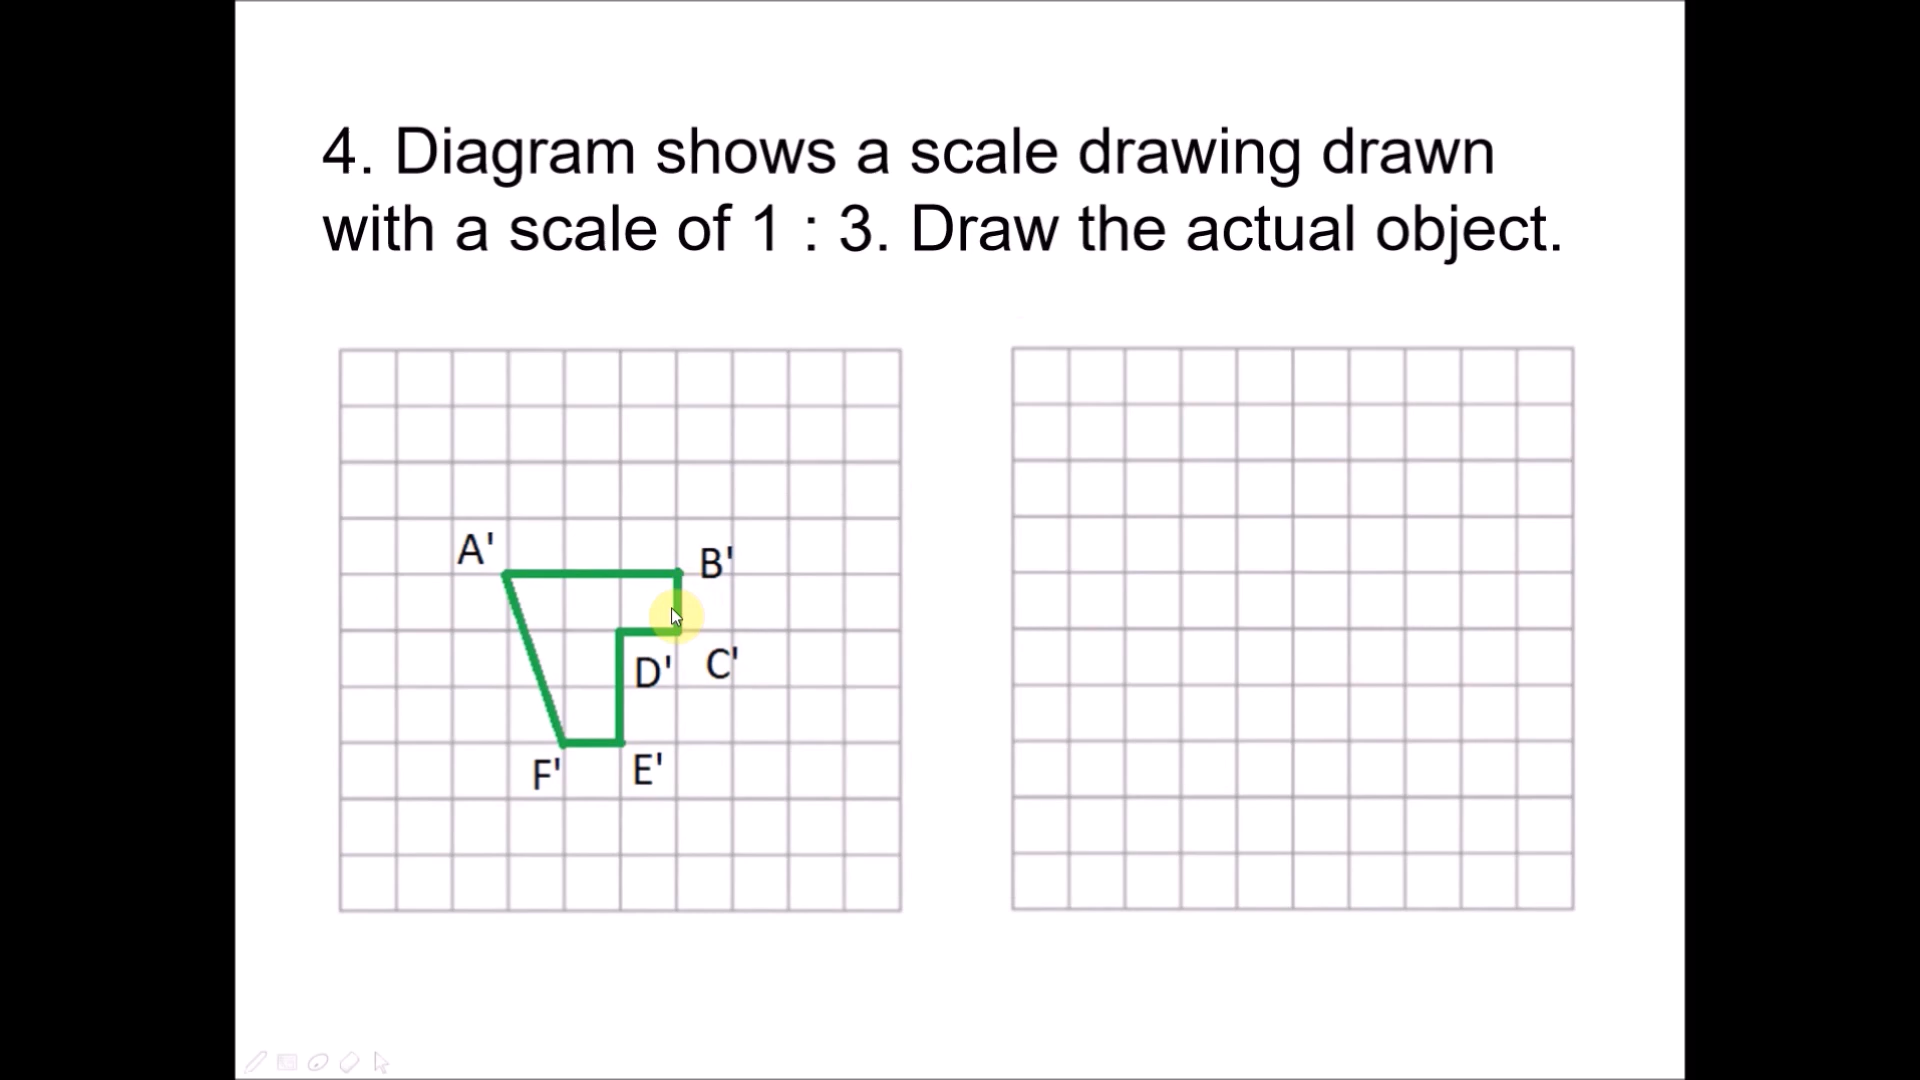 4. Diagram shows a scale drawing drawn
with a scale of 1 : 3. Draw the actual object.
A'
B'
D'
C'
F'
E'